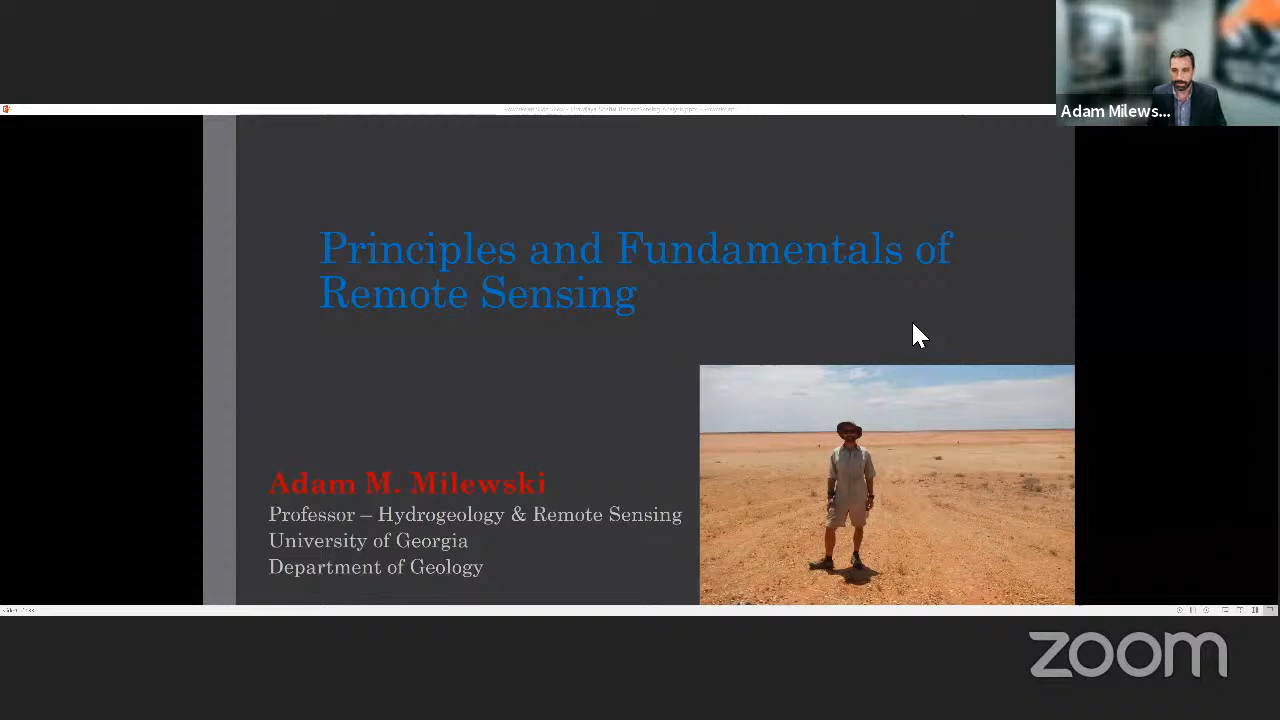 Adam Milews...
Principles and Fundamentals of
Remote Sensing
Adam M. Milewski
Professor – Hydrogeology & Remote Sensing
University of Georgia
Department of Geology
zoom